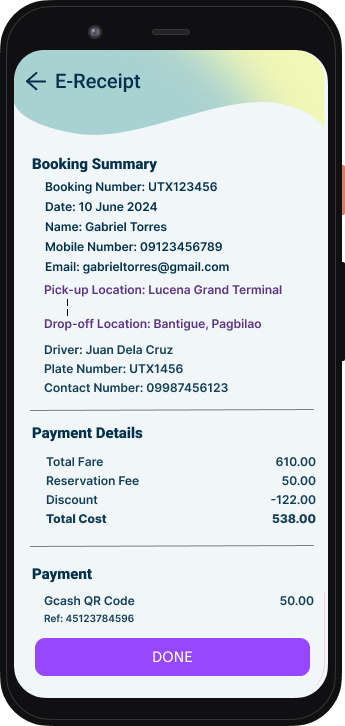 E-Receipt
Booking Summary
Booking Number: UTX123456
Date: 10 June 2024
Name: Gabriel Torres
Mobile Number: 09123456789
Email: gabrieltorres@gmail.com
Pick-up Location: Lucena Grand Terminal
Drop-off Location: Bantigue, Pagbilao
Driver: Juan Dela Cruz
Plate Number: UTX1456
Contact Number: 09987456123
Payment Details
Total Fare 610.00
Reservation Fee 50.00
Discount -122.00
Total Cost 538.00
Payment
Gcash QR Code 50.00
Ref: 45123784596
DONE